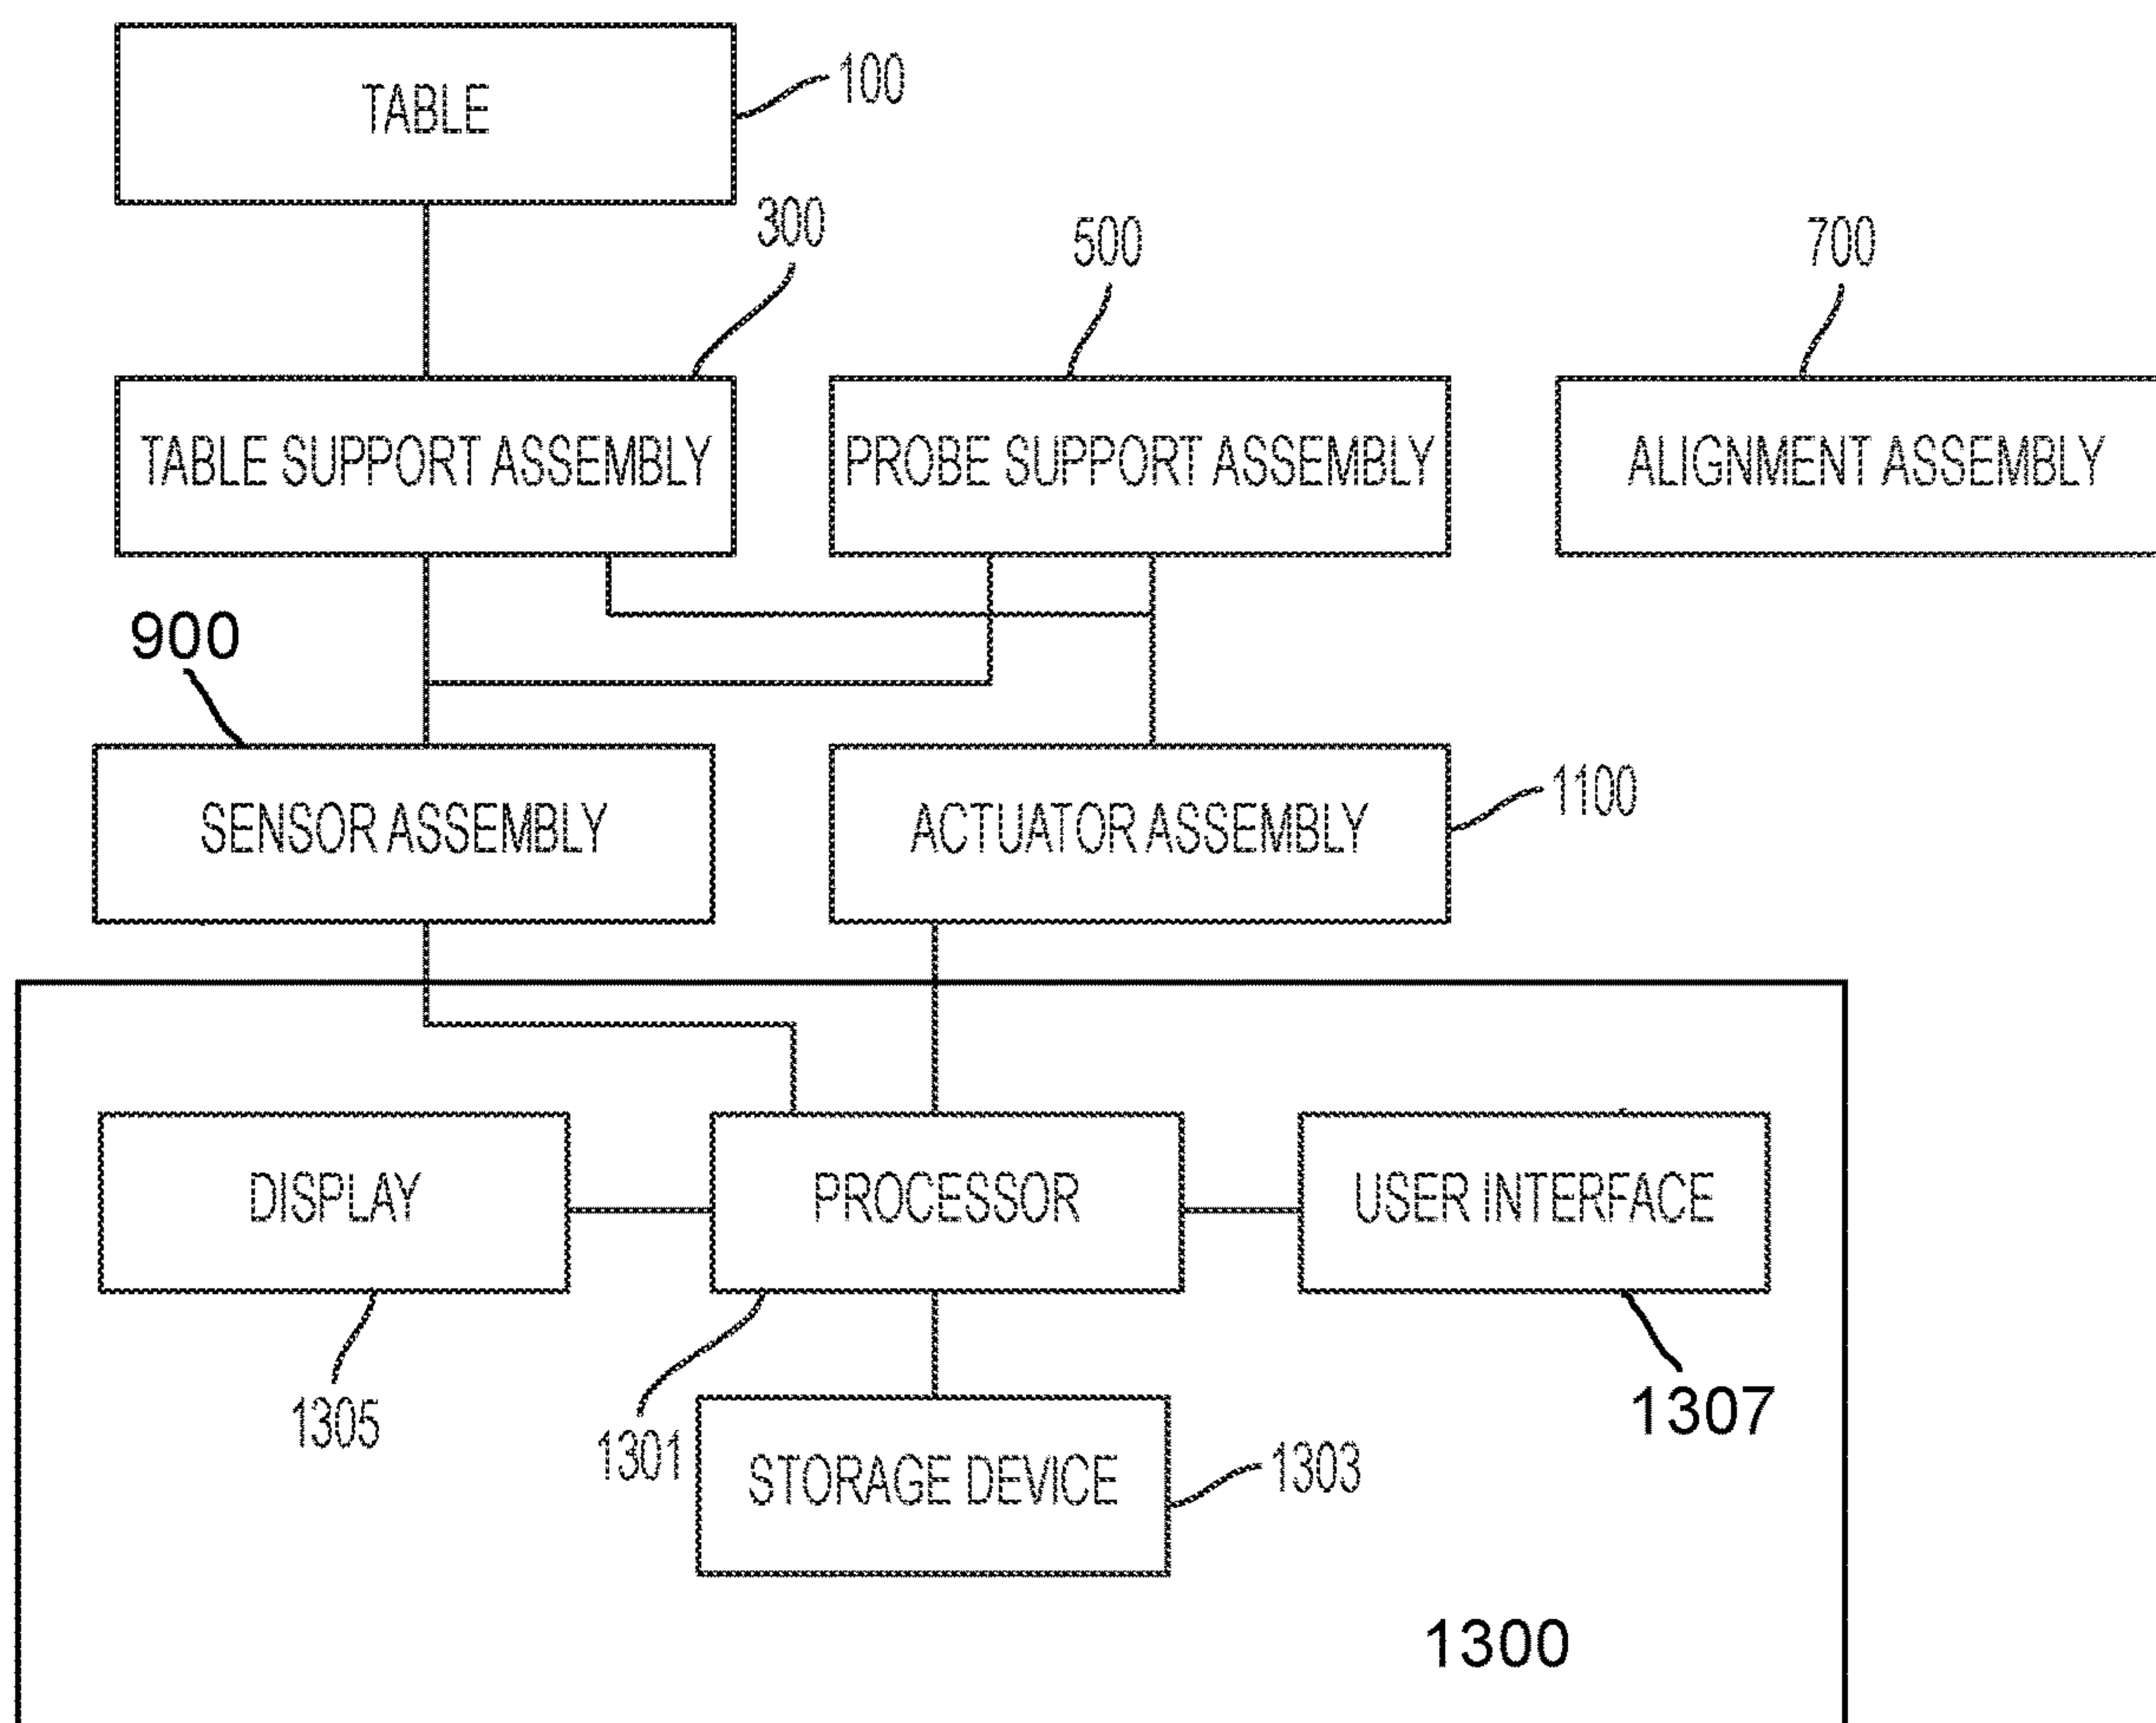 TABLE
100
300
500
700
TABLE SUPPORT ASSEMBLY
PROBE SUPPORT ASSEMBLY
ALIGNMENT ASSEMBLY
900
SENSOR ASSEMBLY
ACTUATOR ASSEMBLY
1100
DISPLAY
PROCESSOR
USER INTERFACE
1305
1301
1307
STORAGE DEVICE
1303
1300